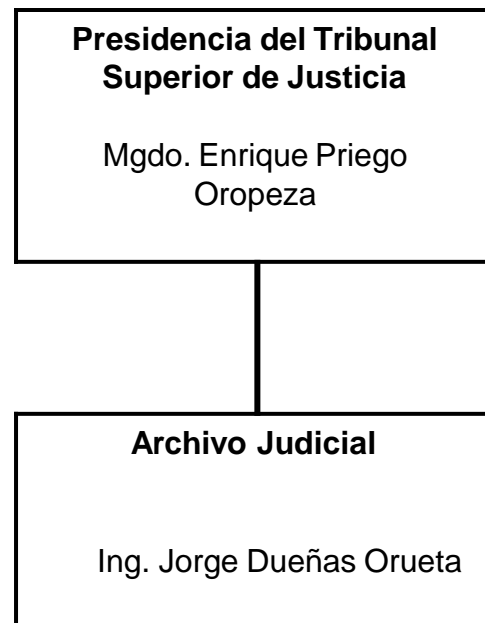 Presidencia del Tribunal
Superior de Justicia
Mgdo. Enrique Priego
Oropeza
Archivo Judicial
Ing. Jorge Dueñas Orueta